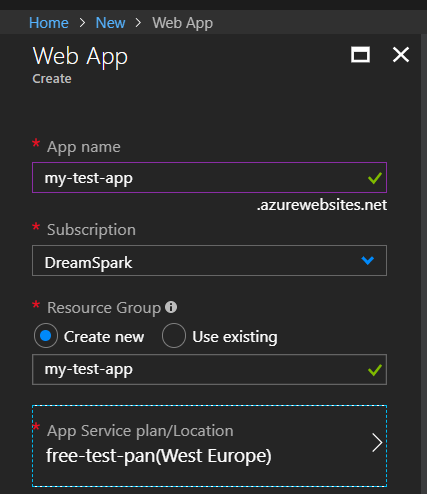 Home > New > Web App
Web App
Create
* App name
my-test-app
.azurewebsites.net
* Subscription
DreamSpark
* Resource Group
Create new Use existing
my-test-app
* App Service plan/Location
free-test-pan(West Europe)